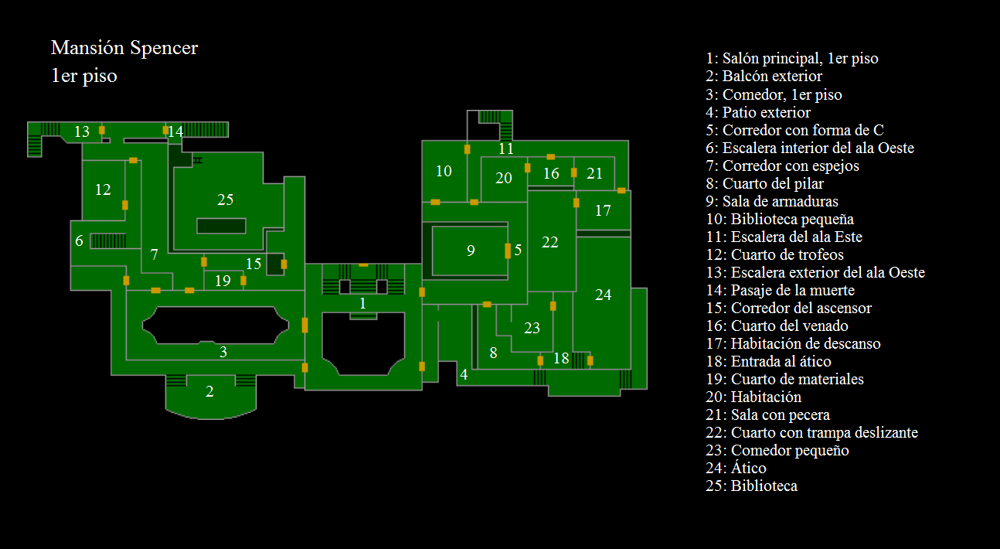 Mansión Spencer
1er piso
1: Salón principal, 1er piso
2: Balcón exterior
3: Comedor, 1er piso
4: Patio exterior
5: Corredor con forma de C
6: Escalera interior del ala Oeste
7: Corredor con espejos
8: Cuarto del pilar
9: Sala de armaduras
10: Biblioteca pequeña
11: Escalera del ala Este
12: Cuarto de trofeos
13: Escalera exterior del ala Oeste
14: Pasaje de la muerte
15: Corredor del ascensor
16: Cuarto del venado
17: Habitación de descanso
18: Entrada al ático
19: Cuarto de materiales
20: Habitación
21: Sala con pecera
22: Cuarto con trampa deslizante
23: Comedor pequeño
24: Ático
25: Biblioteca
13
14
11
10
20
16
21
12
25
17
6
7
15
9
5
22
19
1
24
3
23
8
18
4
2